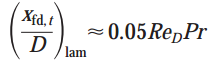 (x_fd, t / D)_lam ≈ 0.05Re_D Pr